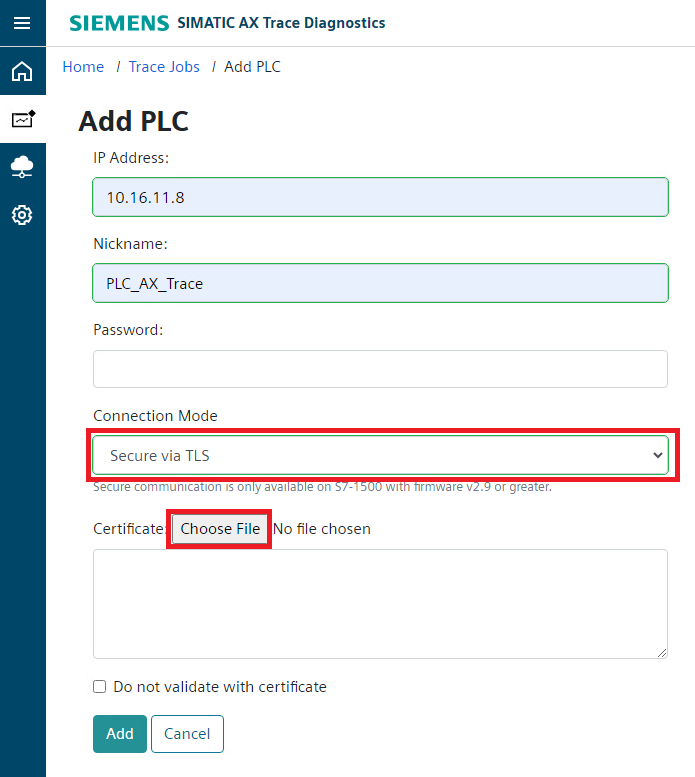 SIEMENS SIMATIC AX Trace Diagnostics
Home / Trace Jobs / Add PLC
Add PLC
IP Address:
10.16.11.8
Nickname:
PLC_AX_Trace
Password:
Connection Mode
Secure via TLS
Secure communication is only available on S7-1500 with firmware v2.9 or greater.
Certificate: Choose File No file chosen
Do not validate with certificate
Add Cancel